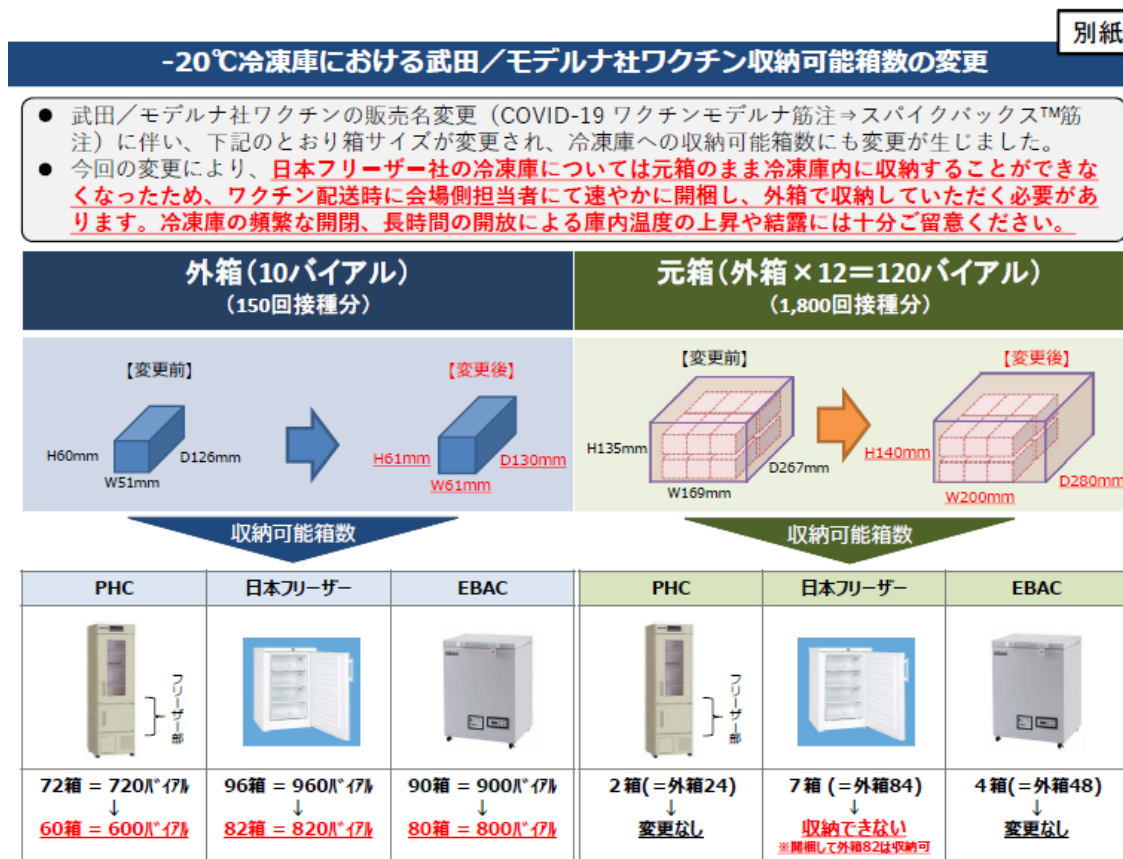 別紙
-20℃冷凍庫における武田／モデルナ社ワクチン収納可能箱数の変更
● 武田／モデルナ社ワクチンの販売名変更（COVID-19 ワクチンモデルナ筋注⇒スパイクバックス™筋
注）に伴い、下記のとおり箱サイズが変更され、冷凍庫への収納可能箱数にも変更が生じました。
● 今回の変更により、日本フリーザー社の冷凍庫については元箱のまま冷凍庫内に収納することができな
くなったため、ワクチン配送時に会場側担当者にて速やかに開梱し、外箱で収納していただく必要があ
ります。冷凍庫の頻繁な開閉、長時間の開放による庫内温度の上昇や結露には十分ご留意ください。
外箱（10バイアル）
（150回接種分）
元箱（外箱×12＝120バイアル）
（1,800回接種分）
【変更前】
H60mm
D126mm
W51mm
【変更後】
H61mm
D130mm
W61mm
【変更前】
H135mm
D267mm
W169mm
【変更後】
H140mm
D280mm
W200mm
収納可能箱数
収納可能箱数
PHC
日本フリーザー
EBAC
PHC
日本フリーザー
EBAC
フリーザー部
フリーザー部
72箱 = 720ﾊﾞｲｱﾙ
↓
60箱 = 600ﾊﾞｲｱﾙ
96箱 = 960ﾊﾞｲｱﾙ
↓
82箱 = 820ﾊﾞｲｱﾙ
90箱 = 900ﾊﾞｲｱﾙ
↓
80箱 = 800ﾊﾞｲｱﾙ
2箱(=外箱24)
↓
変更なし
7箱 (=外箱84)
↓
収納できない
※開梱して外箱82は収納可
4箱(=外箱48)
↓
変更なし